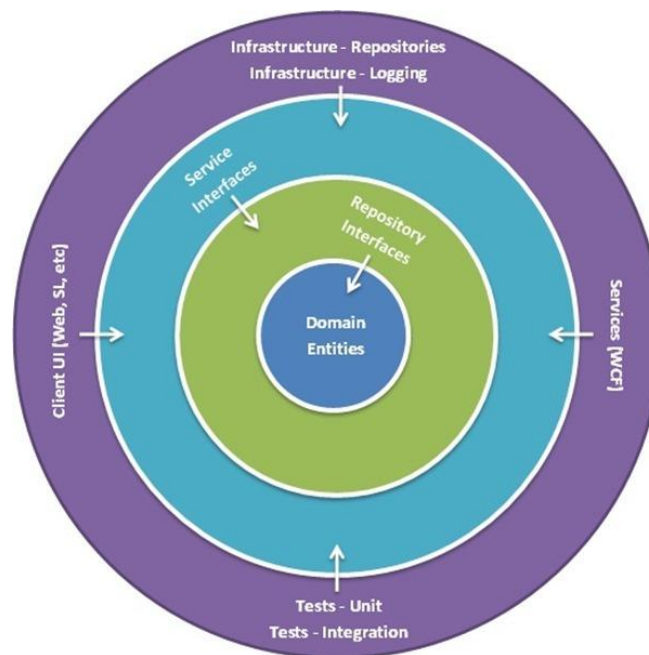 Infrastructure - Repositories
Infrastructure - Logging
Service
Interfaces
Repository
Interfaces
Client UI [Web, SL, etc]
Domain
Entities
Services [WCF]
Tests - Unit
Tests - Integration